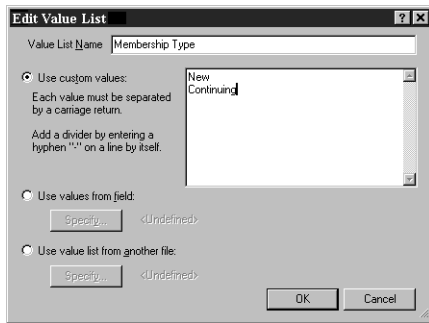 Edit Value List
Value List Name Membership Type
Use custom values:
Each value must be separated
by a carriage return.
Add a divider by entering a
hyphen "-" on a line by itself.
New
Continuing
Use values from field:
Specify... <Undefined>
Use value list from another file:
Specify... <Undefined>
OK Cancel